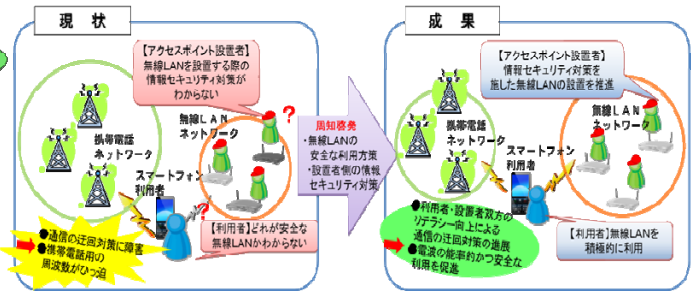 現 状
【アクセスポイント設置者】
無線LANを設置する際の
情報セキュリティ対策が
わからない
?
無線LAN
ネットワーク
携帯電話
ネットワーク
スマートフォン
利用者
?
【利用者】どれが安全な
無線LANかわからない
●通信の迂回対策に障害
●携帯電話用の
周波数がひっ迫
周知啓発
・無線LANの
安全な利用方策
・設置者側の情報
セキュリティ対策
成 果
【アクセスポイント設置者】
情報セキュリティ対策を
施した無線LANの設置を推進
無線LAN
ネットワーク
携帯電話
ネットワーク
スマートフォン
利用者
【利用者】無線LANを
積極的に利用
●利用者・設置者双方の
リテラシー向上による
通信の迂回対策の進展
●電波の能率的かつ安全な
利用を促進